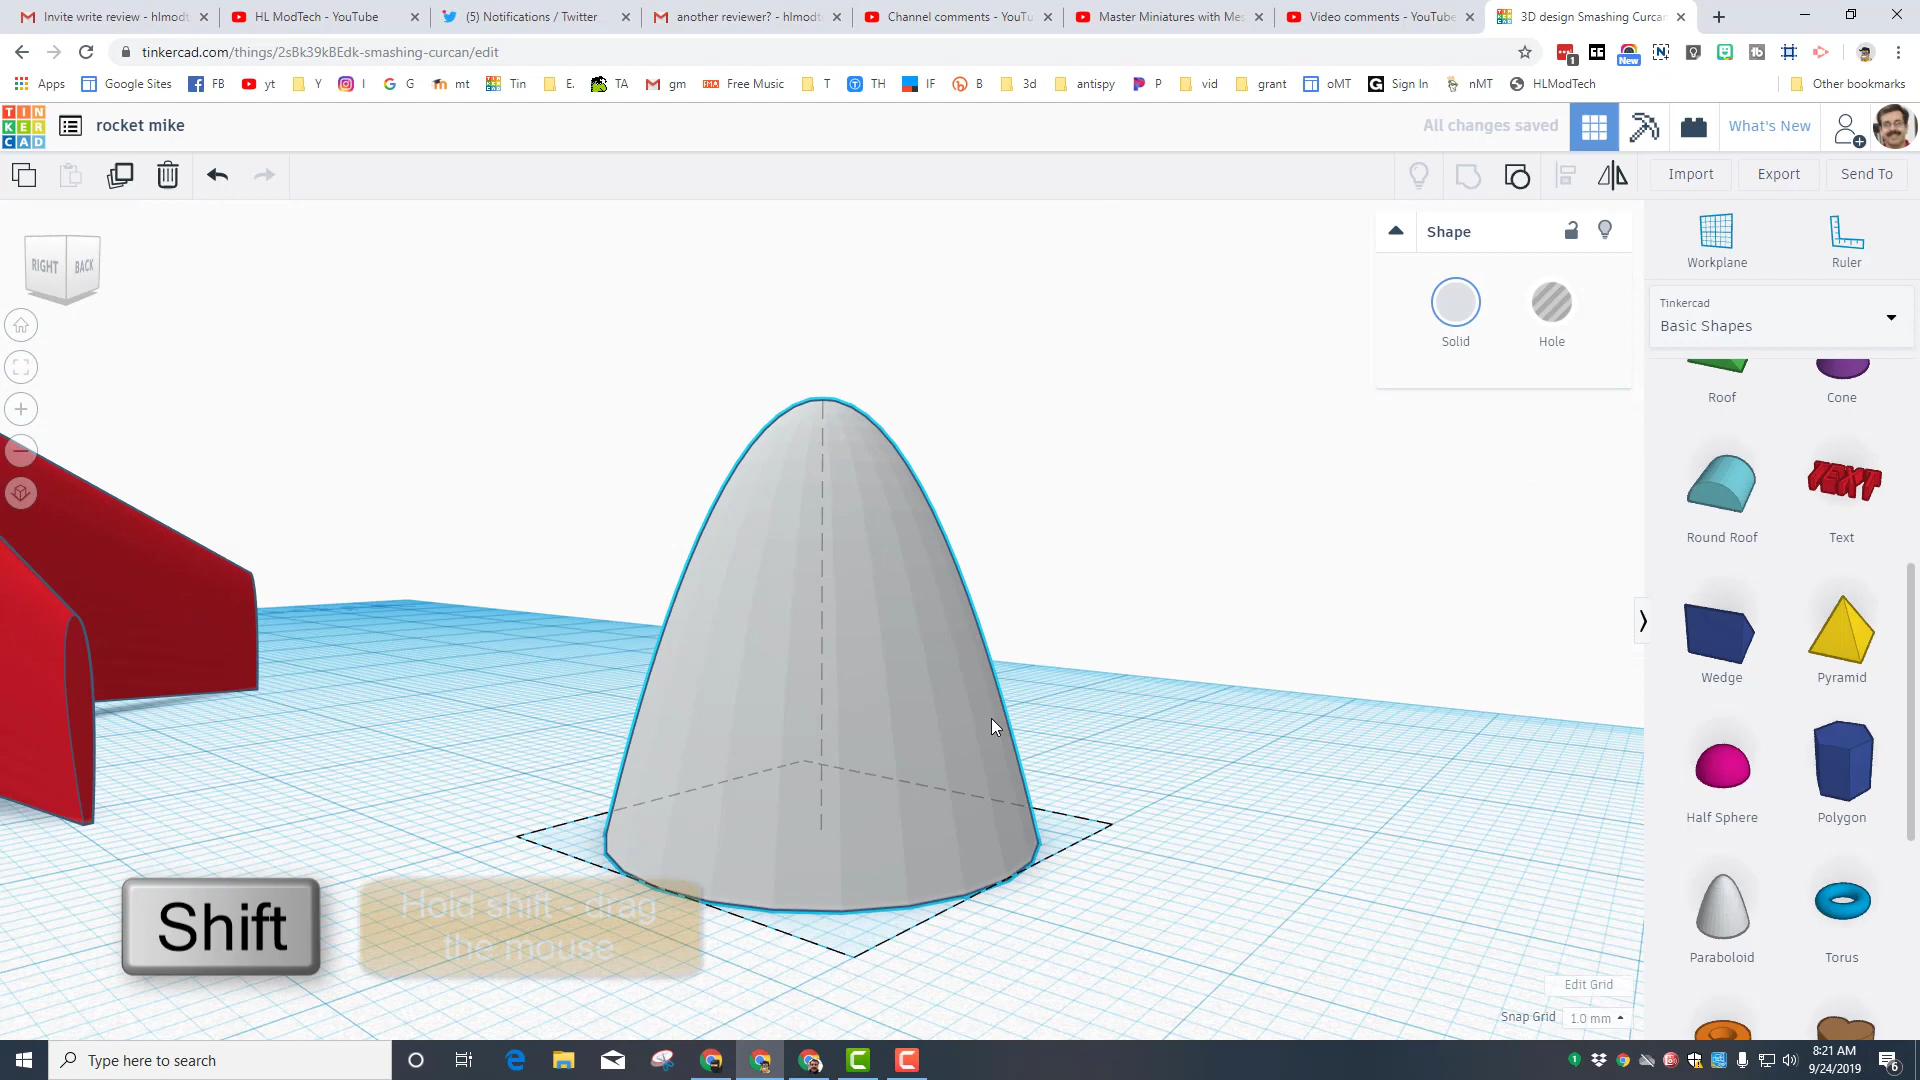 Invite write review - hlmodt
HL ModTech - YouTube
(5) Notifications / Twitter
another reviewer? - hlmodt
Channel comments - YouTu
Master Miniatures with Mes
Video comments - YouTube
3D design Smashing Curcan
tinkercad.com/things/2sBk39kBEdk-smashing-curcan/edit
New
1
Apps
Google Sites
FB
yt
Y
I
G
mt
Tin
E.
TA
gm
Free Music
T
TH
IF
B
3d
antispy
P
vid
grant
oMT
Sign In
nMT
HLModTech
Other bookmarks
TIN
KER
CAD
rocket mike
All changes saved
What's New
Import
Export
Send To
RIGHT
BACK
Shape
Solid
Hole
Workplane
Ruler
Tinkercad
Basic Shapes
Roof
Cone
TEXT
Round Roof
Text
Wedge
Pyramid
Half Sphere
Polygon
Paraboloid
Torus
Shift
Hold shift - drag
the mouse
Edit Grid
Snap Grid
1.0 mm
Type here to search
8:21 AM
9/24/2019
6